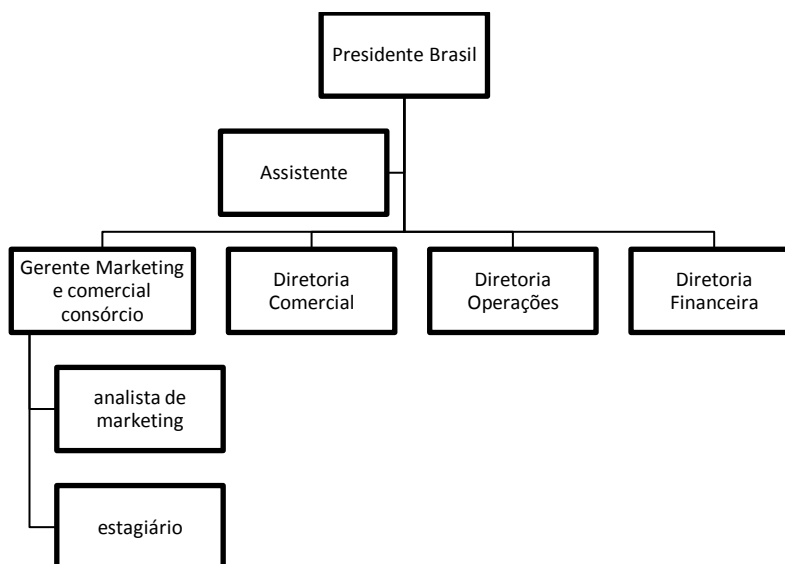 Presidente Brasil
Assistente
Gerente Marketing
e comercial
consórcio
Diretoria
Comercial
Diretoria
Operações
Diretoria
Financeira
analista de
marketing
estagiário